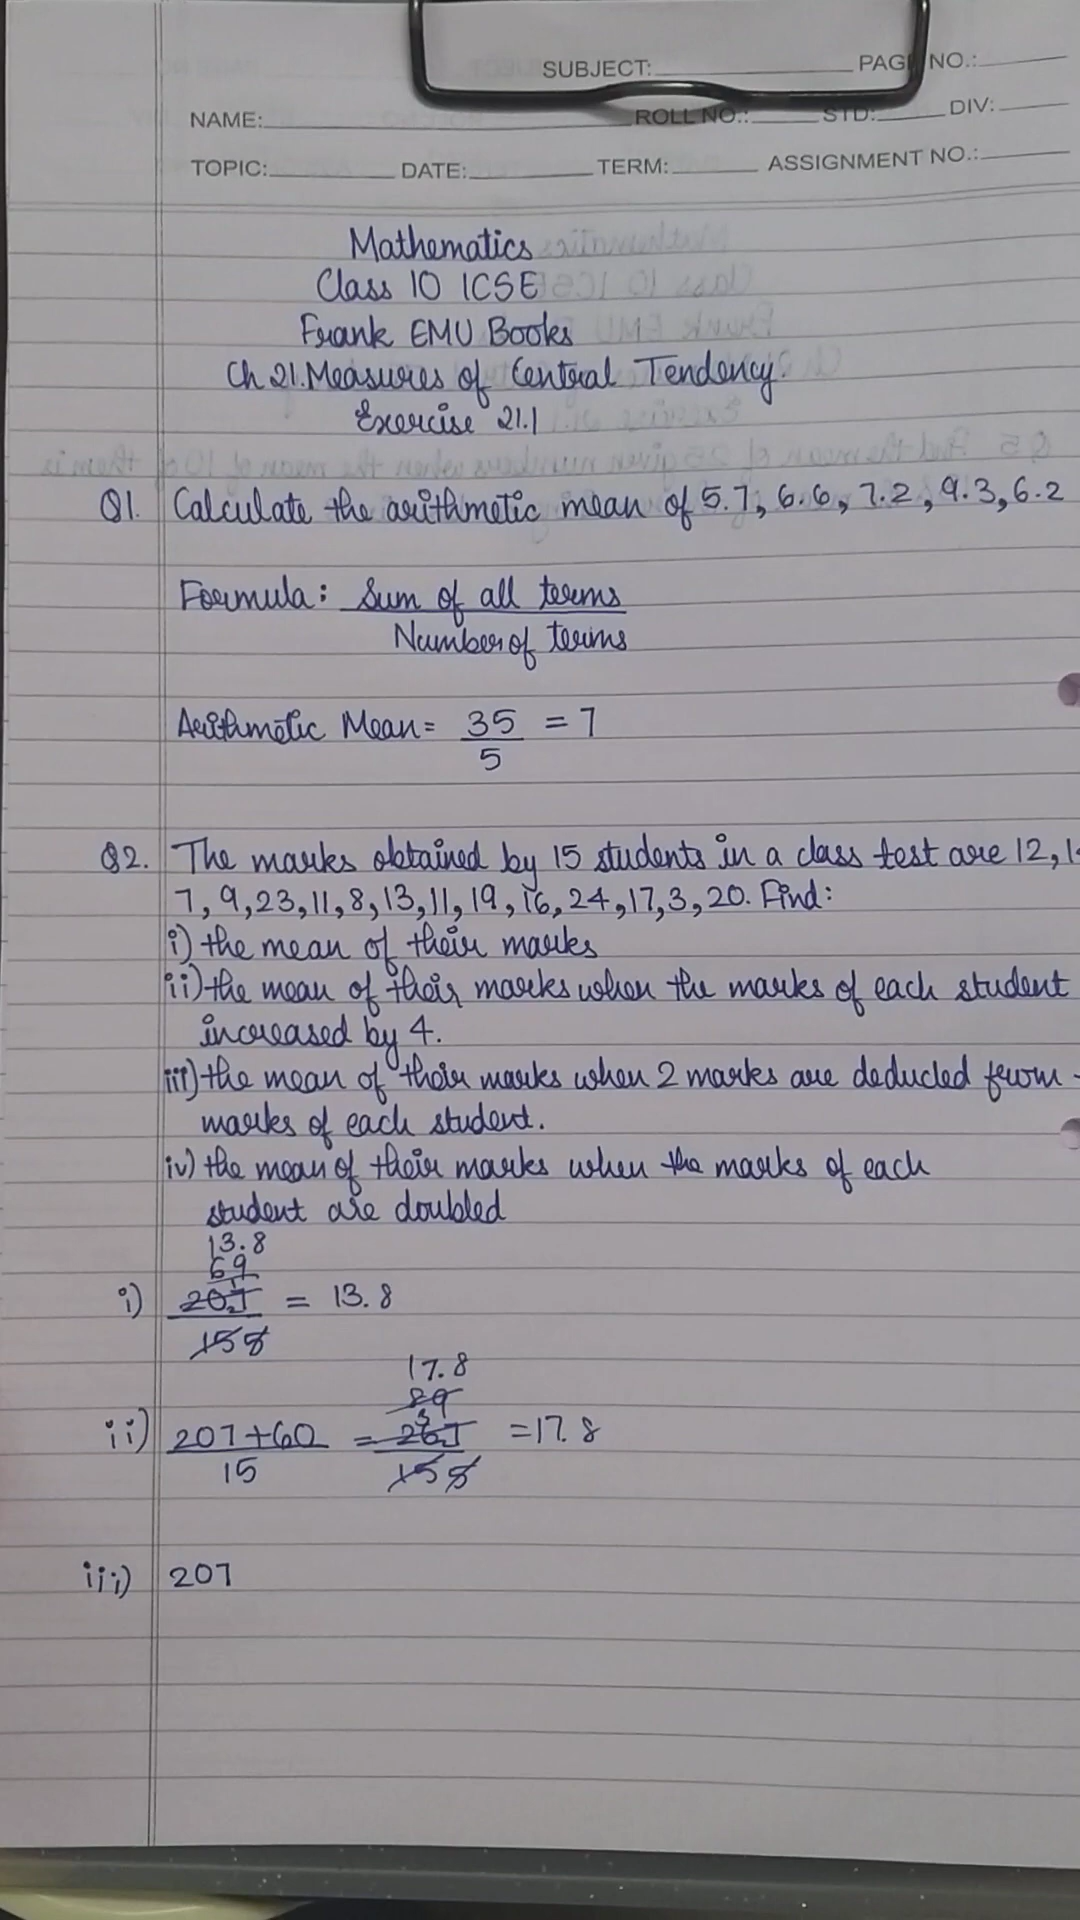 SUBJECT: PAGE NO.:
NAME: ROLL NO.: STD: DIV:
TOPIC: DATE: TERM: ASSIGNMENT NO.:
Mathematics
Class 10 ICSE
Frank EMU Books
Ch 21. Measures of Central Tendency.
Exercise 21.1
Q1. Calculate the arithmetic mean of 5.7, 6.6, 7.2, 9.3, 6.2
Formula: Sum of all terms
Number of terms
Arithmetic Mean = 35 = 7
5
Q2. The marks obtained by 15 students in a class test are 12, 1
7, 9, 23, 11, 8, 13, 11, 19, 16, 24, 17, 3, 20. Find:
i) the mean of their marks
ii) the mean of their marks when the marks of each student
increased by 4.
iii) the mean of their marks when 2 marks are deducted from
marks of each student.
iv) the mean of their marks when the marks of each
student are doubled
13.8
69
i) 207 = 13.8
15 5
17.8
89
ii) 207+60 = 267 = 17.8
15 15 5
iii) 207